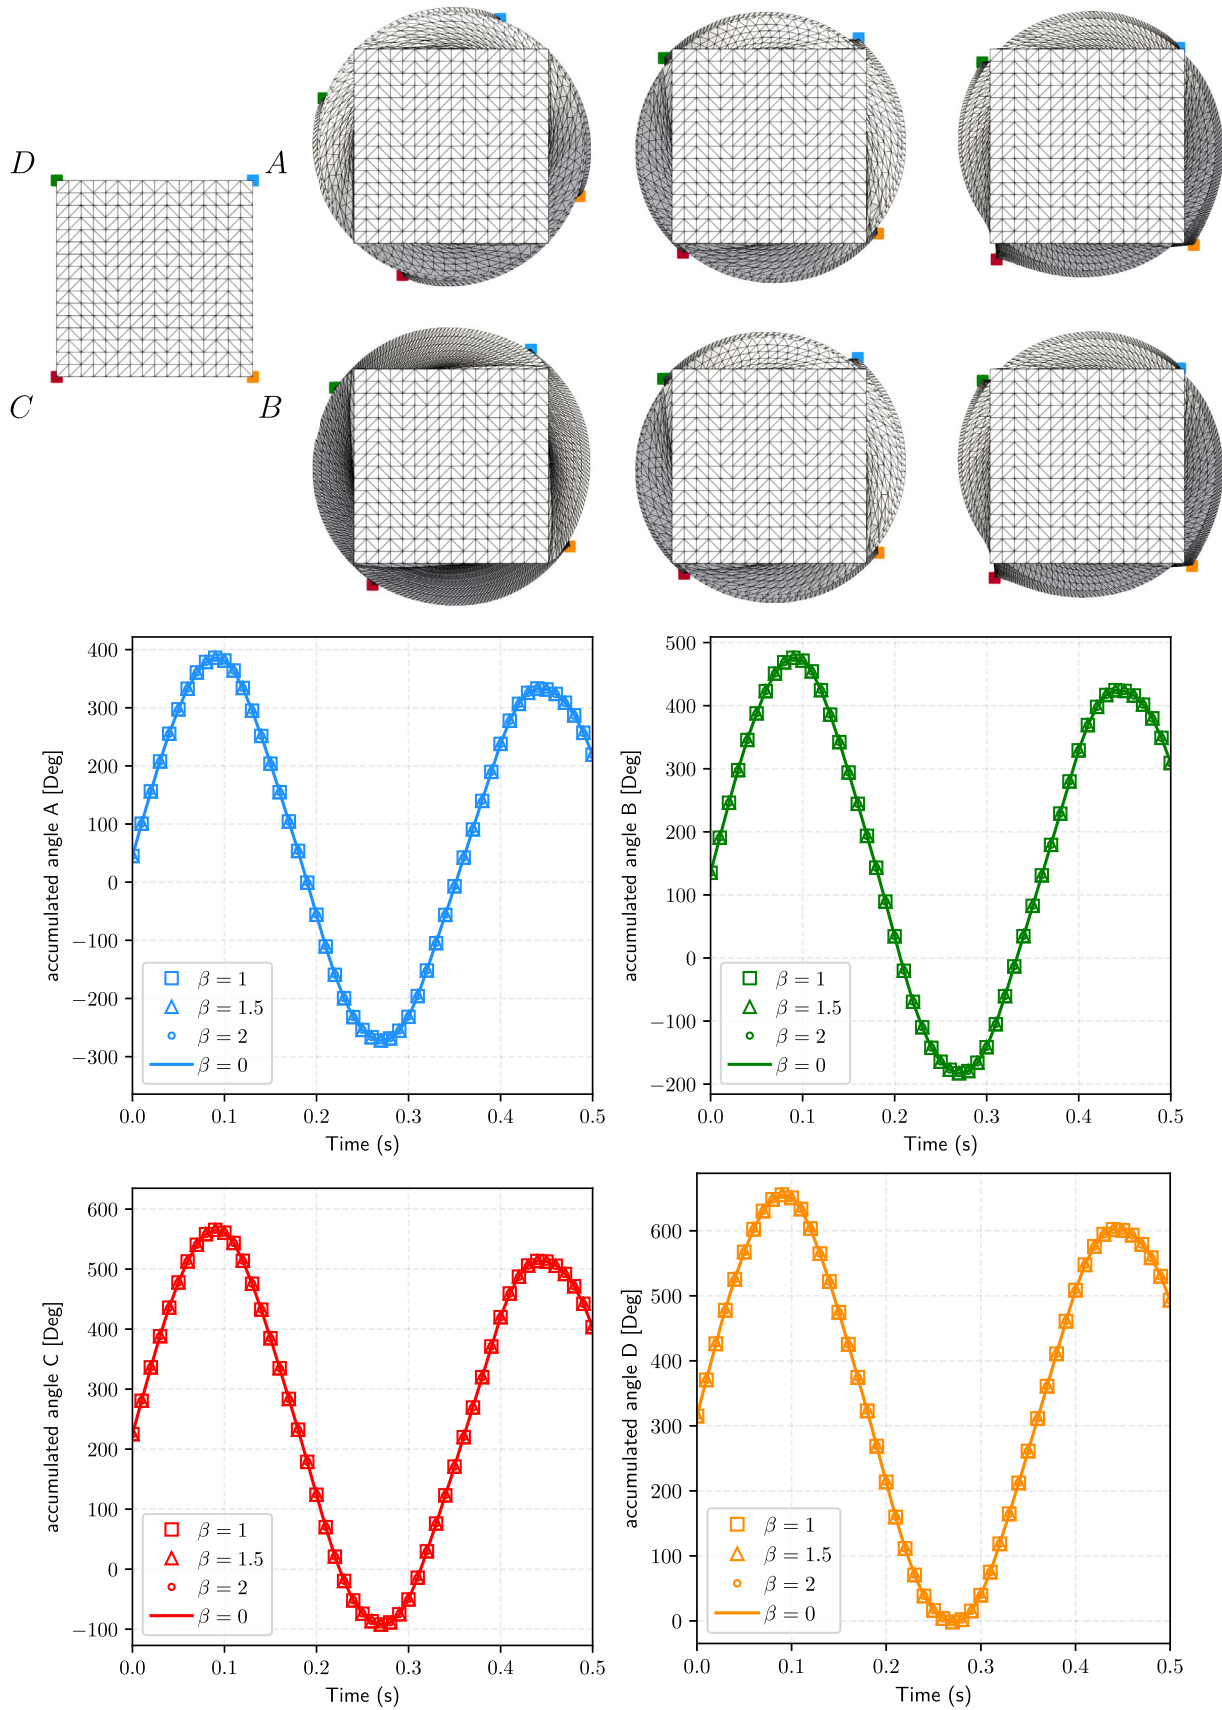 D
A
C
B
accumulated angle A [Deg]
400
300
200
100
0
−100
−200
−300
β = 1
β = 1.5
β = 2
β = 0
0.0 0.1 0.2 0.3 0.4 0.5
Time (s)
accumulated angle B [Deg]
500
400
300
200
100
0
−100
−200
β = 1
β = 1.5
β = 2
β = 0
0.0 0.1 0.2 0.3 0.4 0.5
Time (s)
accumulated angle C [Deg]
600
500
400
300
200
100
0
−100
β = 1
β = 1.5
β = 2
β = 0
0.0 0.1 0.2 0.3 0.4 0.5
Time (s)
accumulated angle D [Deg]
600
500
400
300
200
100
0
β = 1
β = 1.5
β = 2
β = 0
0.0 0.1 0.2 0.3 0.4 0.5
Time (s)